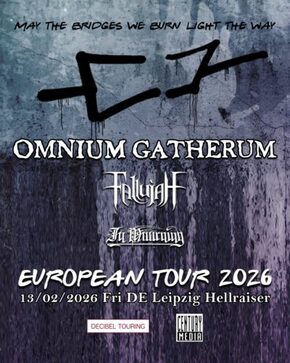 MAY THE BRIDGES WE BURN LIGHT THE WAY
OMNIUM GATHERUM
Fallujah
In Mourning
EUROPEAN TOUR 2026
13/02/2026 Fri DE Leipzig Hellraiser
DECIBEL TOURING
CENTURY
MEDIA